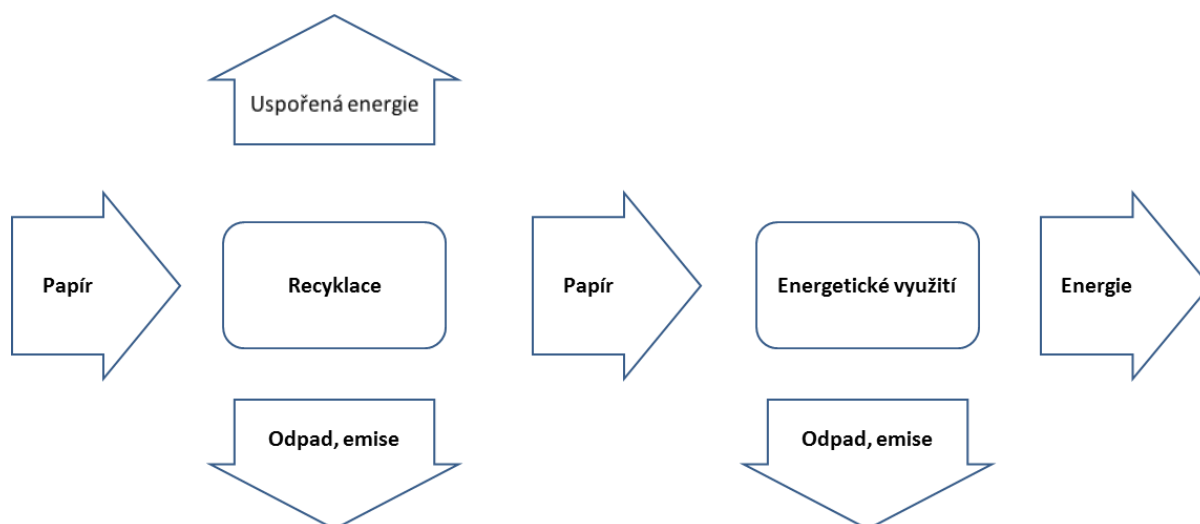 Uspořená energie
Papír
Recyklace
Papír
Energetické využití
Energie
Odpad, emise
Odpad, emise